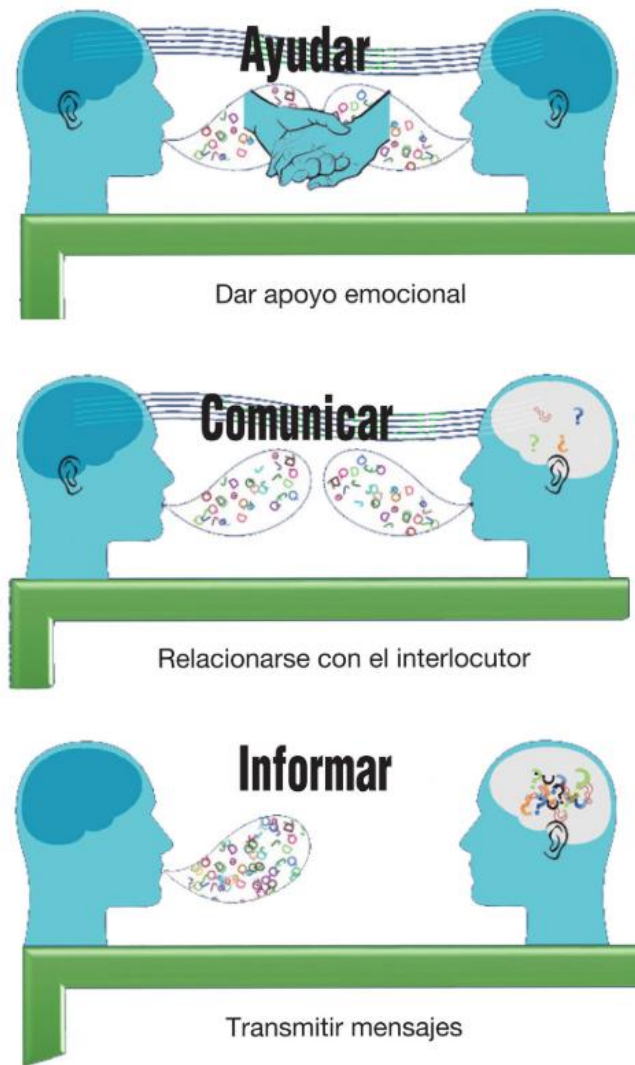 Ayudar
Dar apoyo emocional
Comunicar
Relacionarse con el interlocutor
Informar
Transmitir mensajes